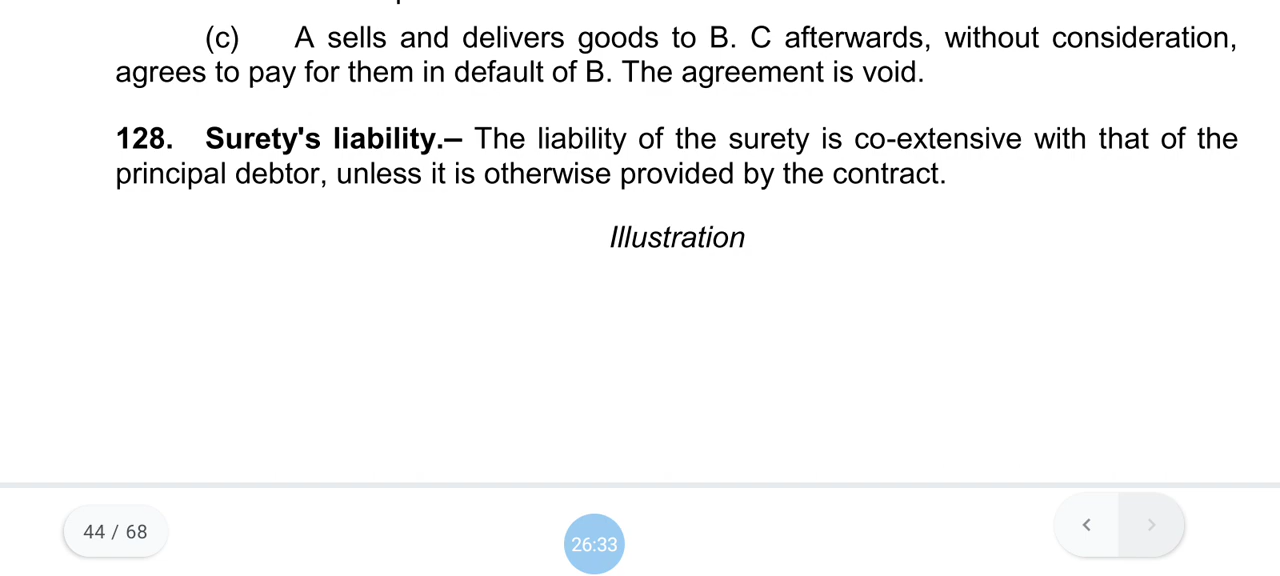 (c) A sells and delivers goods to B. C afterwards, without consideration,
agrees to pay for them in default of B. The agreement is void.
128. Surety's liability.– The liability of the surety is co-extensive with that of the
principal debtor, unless it is otherwise provided by the contract.
Illustration
44 / 68
26:33